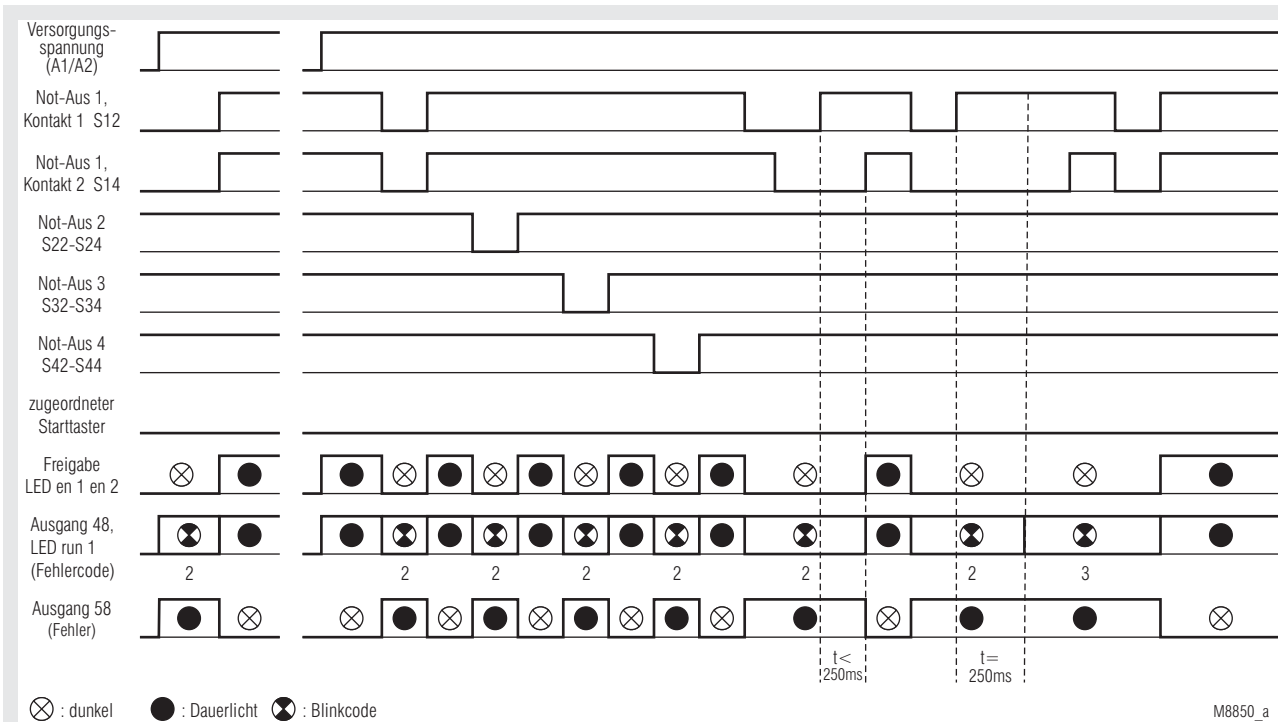 Versorgungs-
spannung
(A1/A2)
Not-Aus 1,
Kontakt 1 S12
Not-Aus 1,
Kontakt 2 S14
Not-Aus 2
S22-S24
Not-Aus 3
S32-S34
Not-Aus 4
S42-S44
zugeordneter
Starttaster
Freigabe
LED en 1 en 2
Ausgang 48,
LED run 1
(Fehlercode)
2 2 2 2 2 2 2 3
Ausgang 58
(Fehler)
t<
250ms
t=
250ms
: dunkel : Dauerlicht : Blinkcode
M8850_a